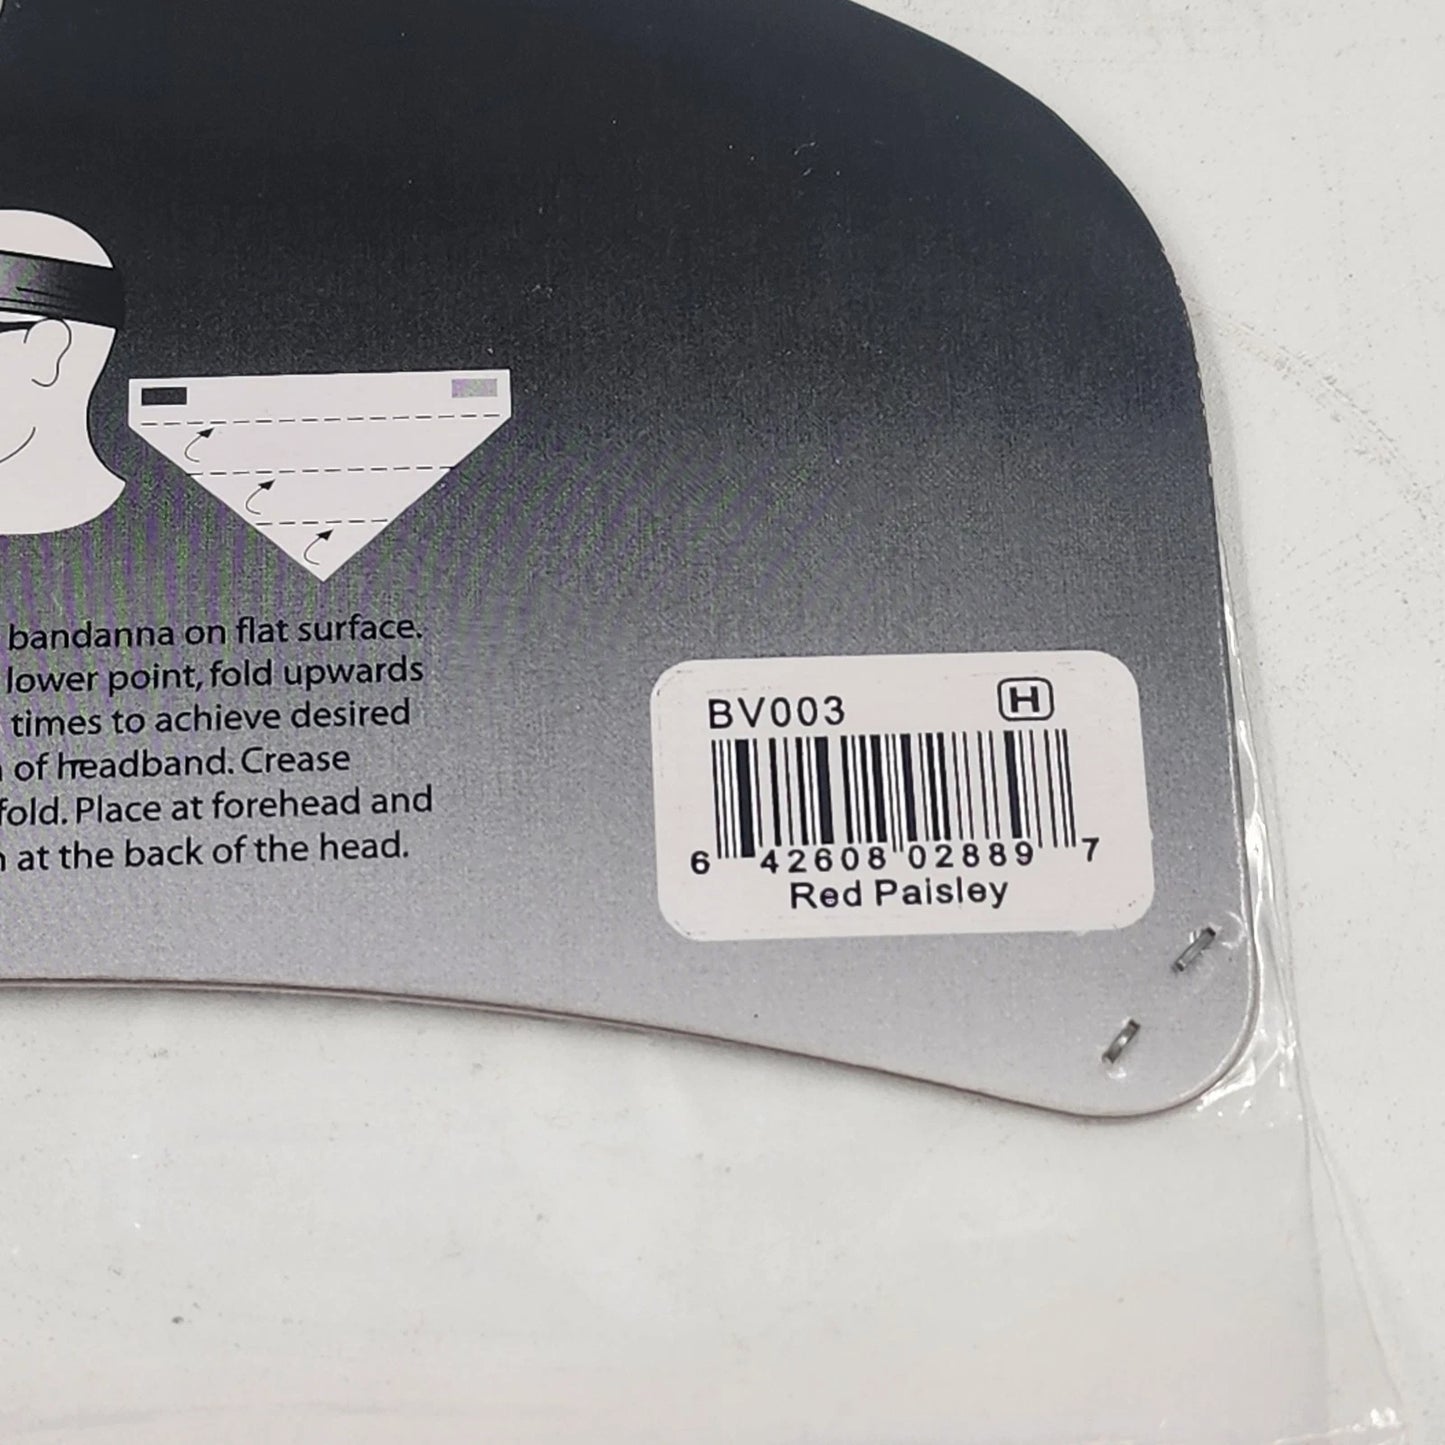 bandanna on flat surface.
lower point, fold upwards
times to achieve desired
of headband. Crease
fold. Place at forehead and
at the back of the head.
BV003
H
6 42608 02889 7
Red Paisley